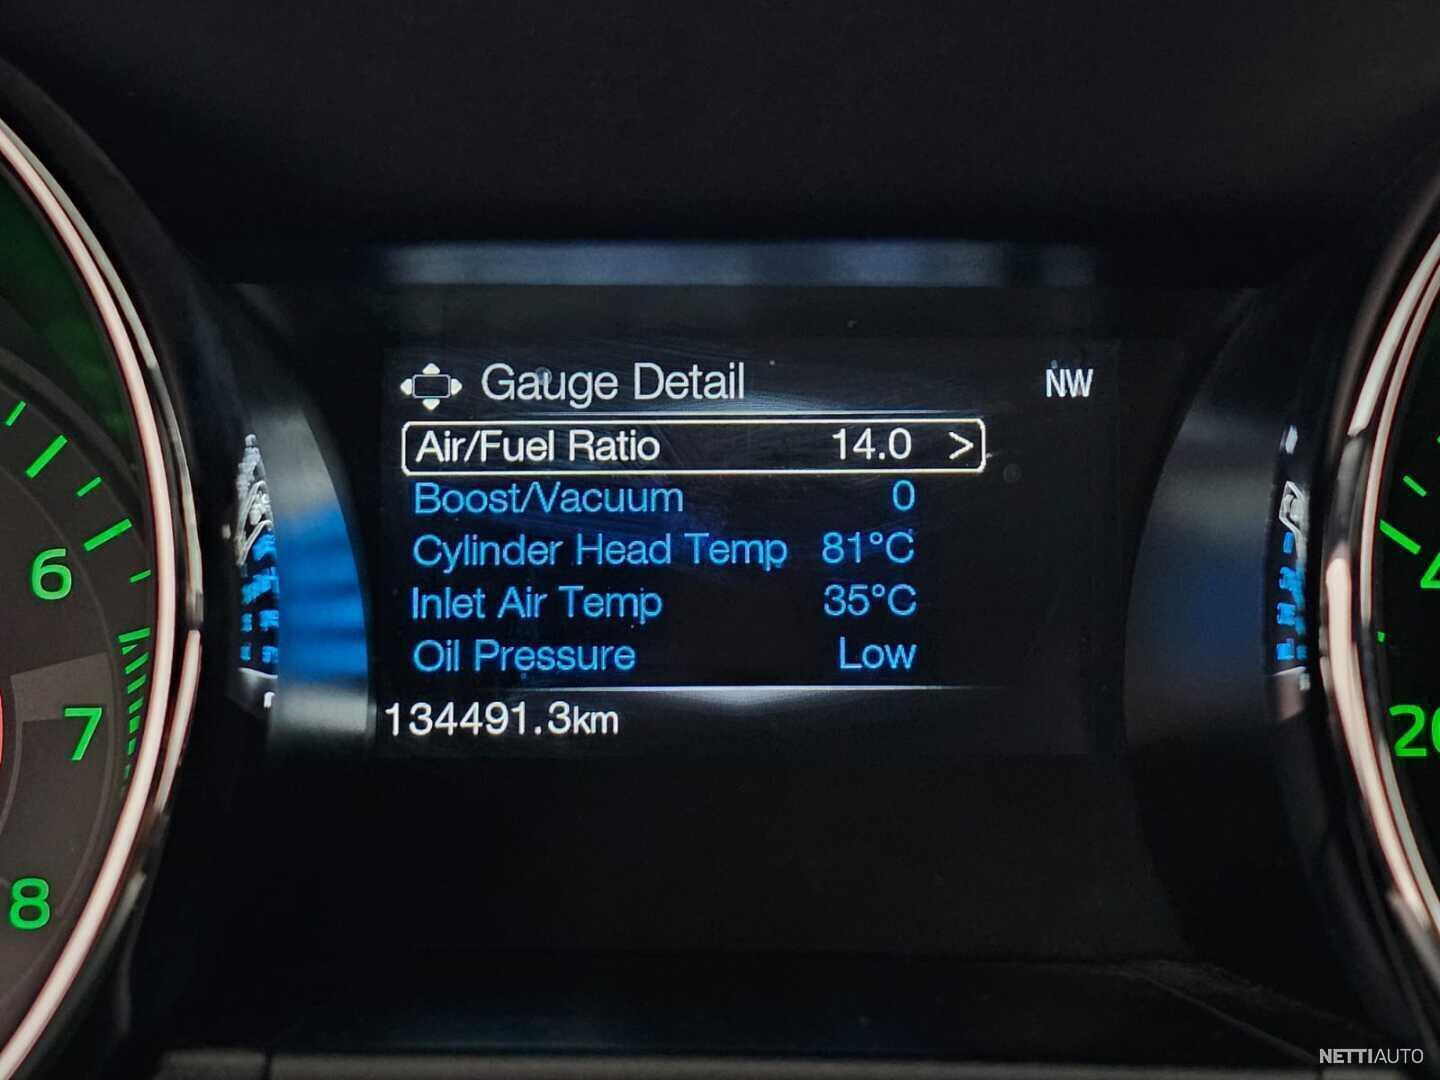 Gauge Detail NW
Air/Fuel Ratio 14.0 >
Boost/Vacuum 0
Cylinder Head Temp 81°C
Inlet Air Temp 35°C
Oil Pressure Low
134491.3km
6
7
8
20
NETTIAUTO